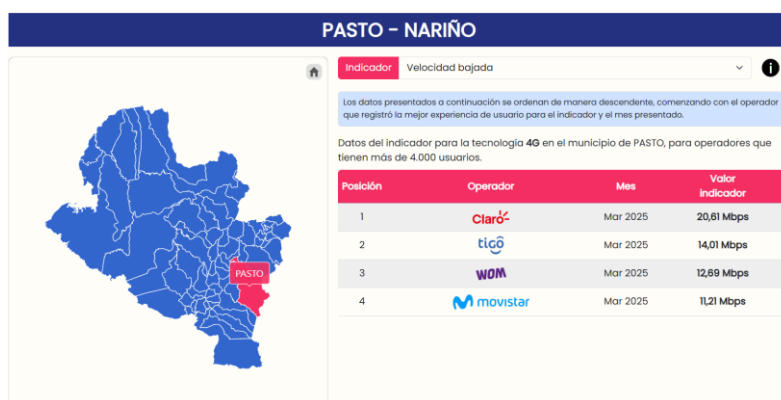 PASTO - NARIÑO
Indicador Velocidad bajada
Los datos presentados a continuación se ordenan de manera descendente, comenzando con el operador
que registró la mejor experiencia de usuario para el indicador y el mes presentado.
Datos del indicador para la tecnología 4G en el municipio de PASTO, para operadores que
tienen más de 4.000 usuarios.
Posición Operador Mes Valor indicador
1 Claro Mar 2025 20,61 Mbps
2 tigo Mar 2025 14,01 Mbps
3 WOM Mar 2025 12,69 Mbps
4 movistar Mar 2025 11,21 Mbps
PASTO